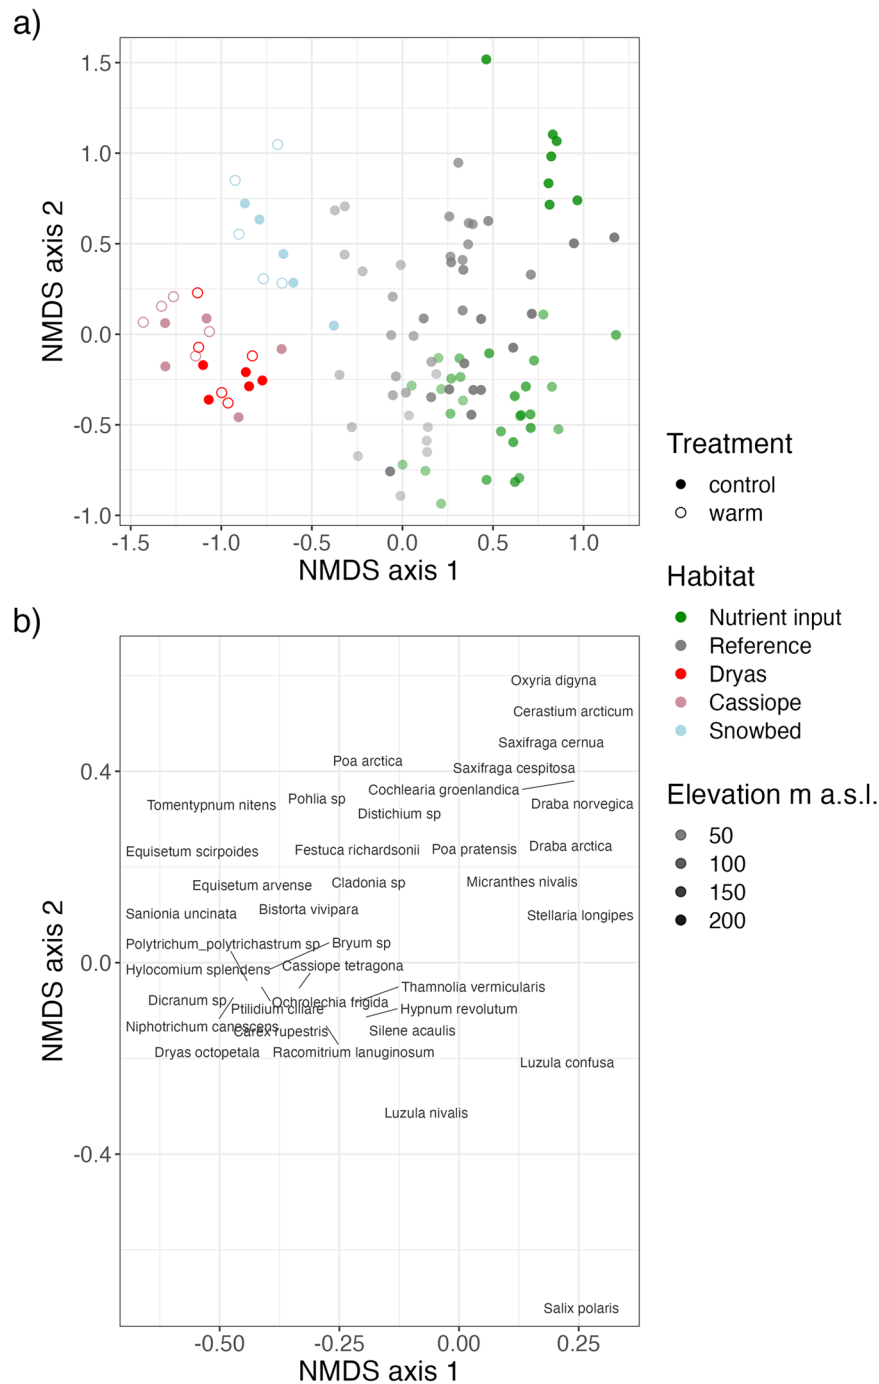 a)
1.5
1.0
0.5
0.0
-0.5
-1.0
NMDS axis 2
-1.5 -1.0 -0.5 0.0 0.5 1.0
NMDS axis 1
Treatment
control
warm
Habitat
Nutrient input
Reference
Dryas
Cassiope
Snowbed
Elevation m a.s.l.
50
100
150
200
b)
Oxyria digyna
Cerastium arcticum
Saxifraga cernua
Poa arctica
Saxifraga cespitosa
Cochlearia groenlandica
Pohlia sp
Draba norvegica
Tomentypnum nitens
Distichium sp
Draba arctica
Equisetum scirpoides
Festuca richardsonii
Poa pratensis
Equisetum arvense
Cladonia sp
Micranthes nivalis
Sanionia uncinata
Bistorta vivipara
Stellaria longipes
Polytrichum_polytrichastrum sp
Bryum sp
Hylocomium splendens
Cassiope tetragona
Thamnolia vermicularis
Dicranum sp
Ochrolechia frigida
Ptilidium ciliare
Hypnum revolutum
Niphotrichum canescens
Carex rupestris
Silene acaulis
Dryas octopetala
Racomitrium lanuginosum
Luzula confusa
Luzula nivalis
Salix polaris
0.4
0.0
-0.4
NMDS axis 2
-0.50 -0.25 0.00 0.25
NMDS axis 1